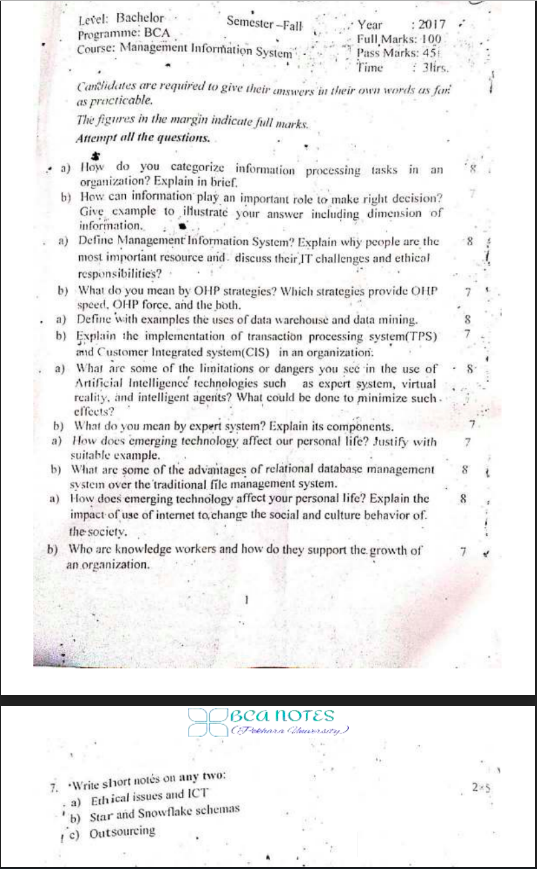 Level: Bachelor Semester –Fall Year : 2017
Programme: BCA Full Marks: 100
Course: Management Information System Pass Marks: 45
Time : 3hrs.
Candidates are required to give their answers in their own words as far
as practicable.
The figures in the margin indicate full marks.
Attempt all the questions.
a) How do you categorize information processing tasks in an 8
organization? Explain in brief.
b) How can information play an important role to make right decision? 7
Give example to illustrate your answer including dimension of
information.
a) Define Management Information System? Explain why people are the 8
most important resource and discuss their IT challenges and ethical
responsibilities?
b) What do you mean by OHP strategies? Which strategies provide OHP 7
speed, OHP force, and the both.
a) Define with examples the uses of data warehouse and data mining. 8
b) Explain the implementation of transaction processing system(TPS) 7
and Customer Integrated system(CIS) in an organization.
a) What are some of the limitations or dangers you see in the use of 8
Artificial Intelligence technologies such as expert system, virtual
reality, and intelligent agents? What could be done to minimize such
effects?
b) What do you mean by expert system? Explain its components. 7
a) How does emerging technology affect our personal life? Justify with 7
suitable example.
b) What are some of the advantages of relational database management 8
system over the traditional file management system.
a) How does emerging technology affect your personal life? Explain the 8
impact of use of internet to change the social and culture behavior of
the society.
b) Who are knowledge workers and how do they support the growth of 7
an organization.
1
BCA NOTES
(Pokhara University)
7. Write short notes on any two: 2×5
a) Ethical issues and ICT
b) Star and Snowflake schemas
c) Outsourcing